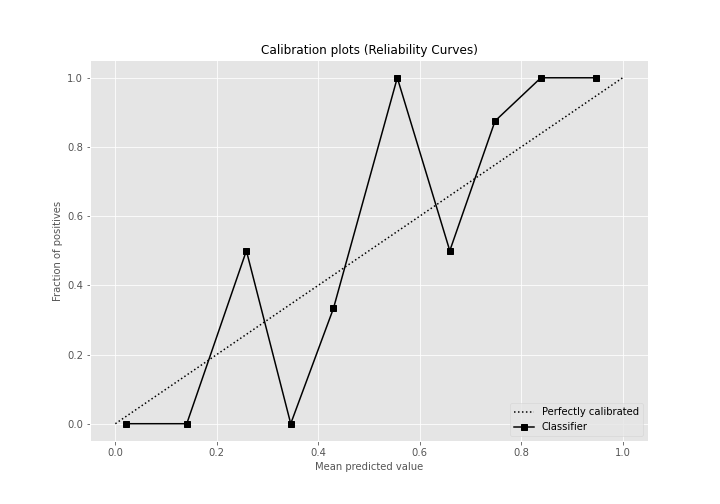 Calibration plots (Reliability Curves)
1.0
0.8
0.6
0.4
0.2
0.0
Fraction of positives
0.0 0.2 0.4 0.6 0.8 1.0
Mean predicted value
Perfectly calibrated
Classifier